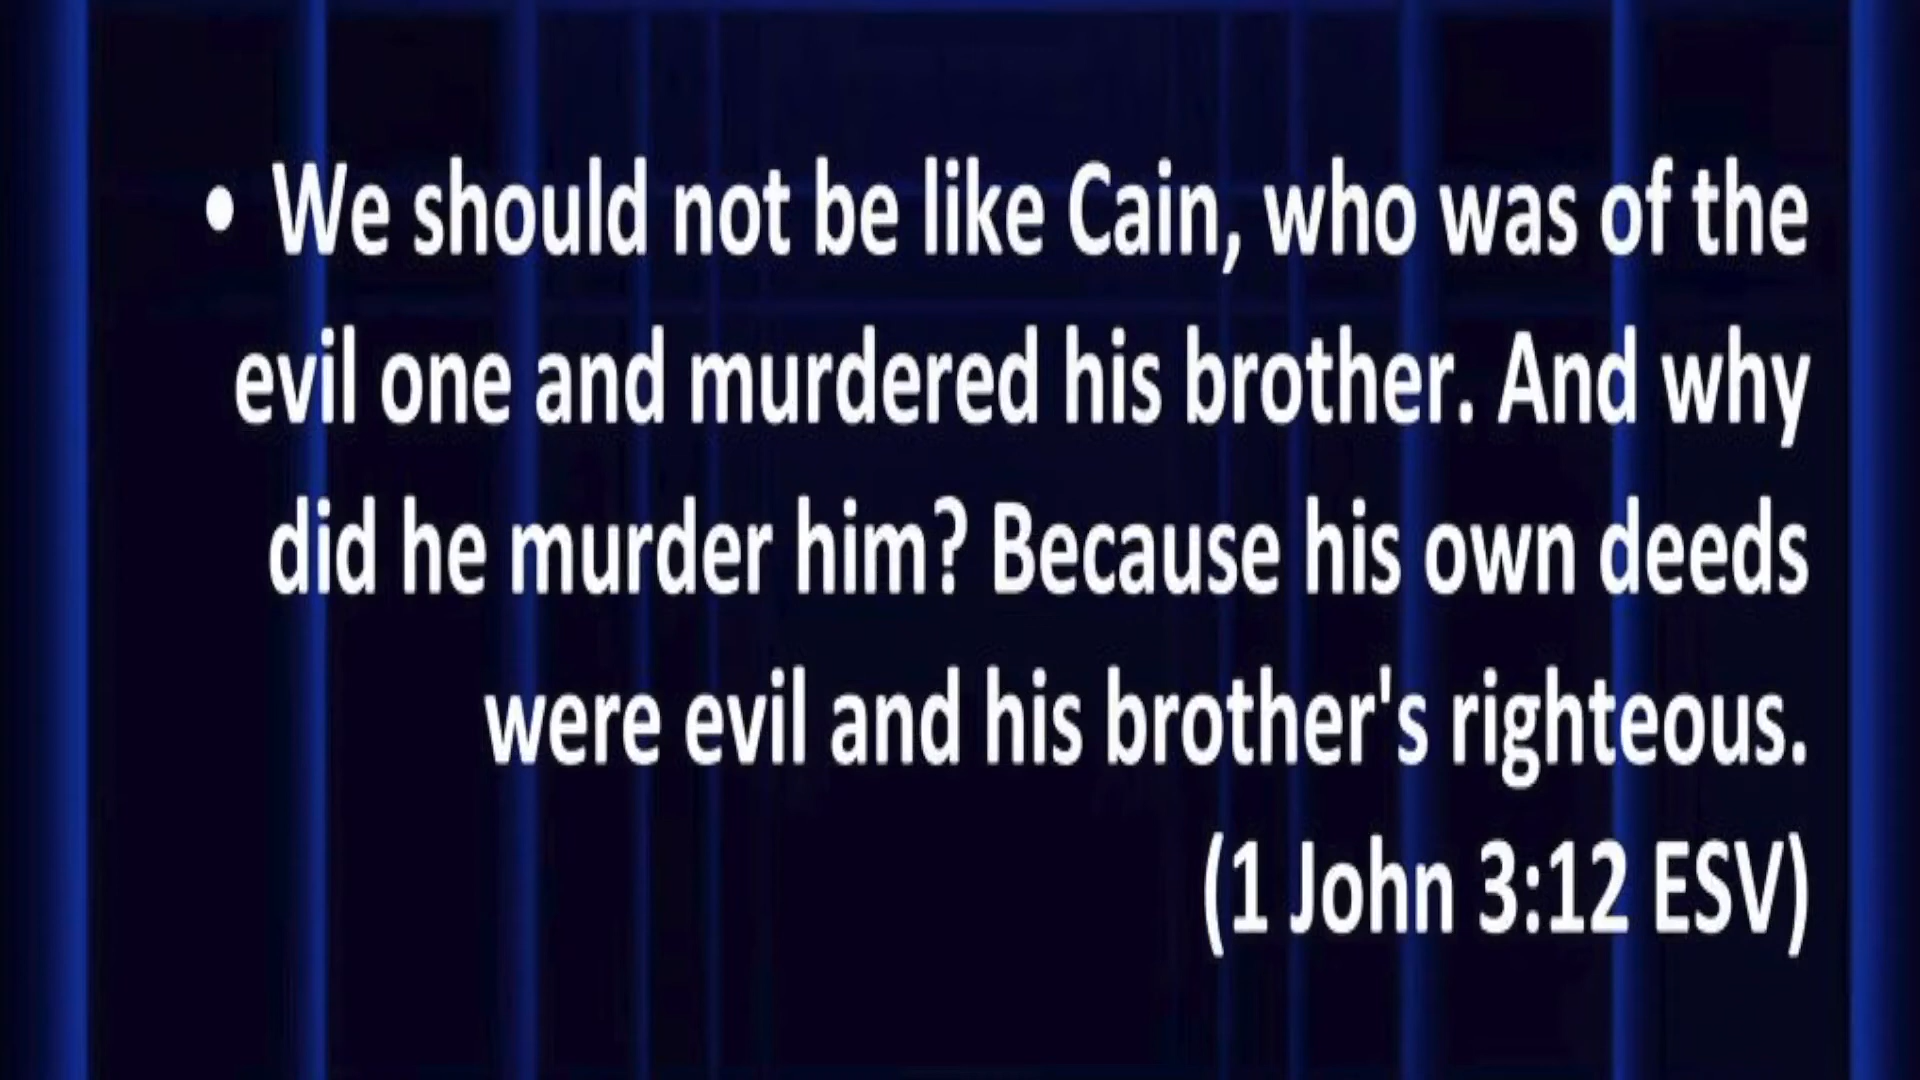 • We should not be like Cain, who was of the
evil one and murdered his brother. And why
did he murder him? Because his own deeds
were evil and his brother's righteous.
(1 John 3:12 ESV)